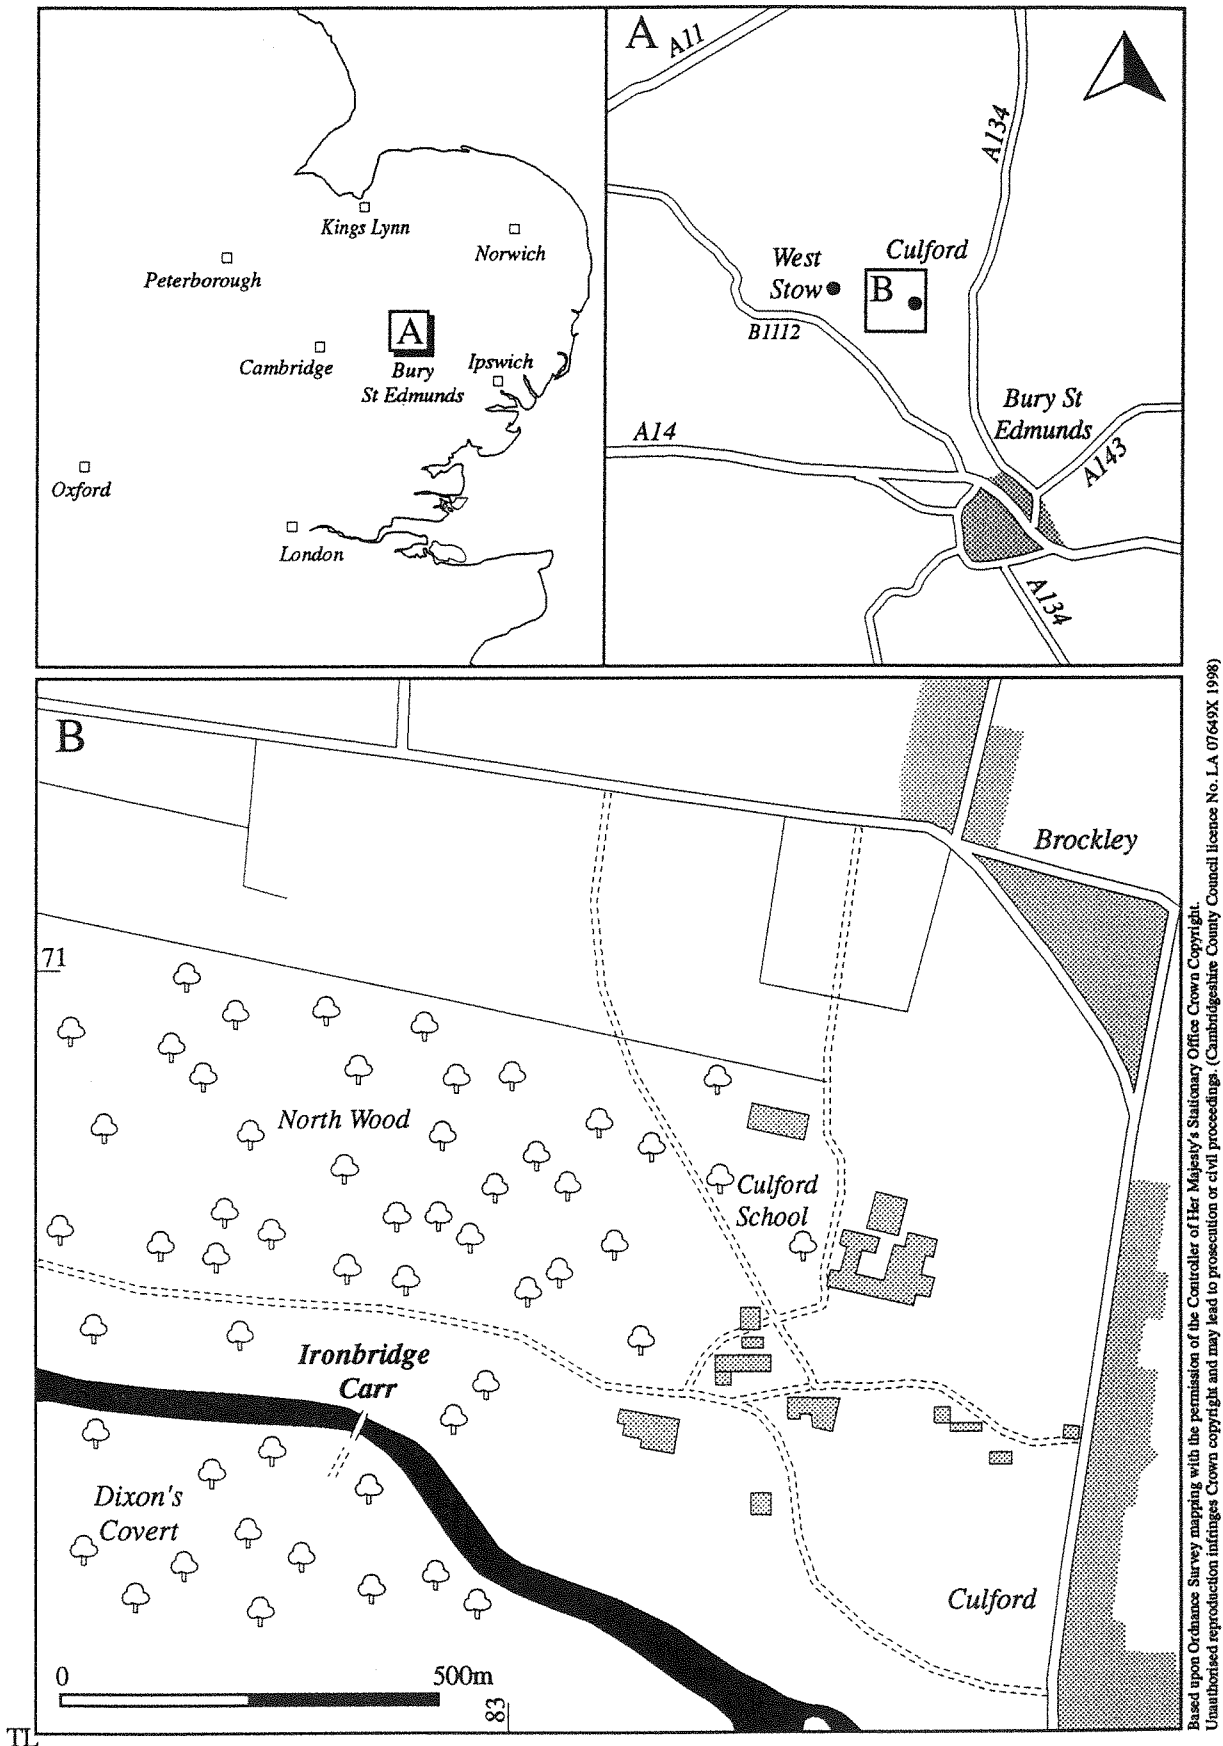 Kings Lynn
Norwich
Peterborough
A
Cambridge
Bury
St Edmunds
Ipswich
Oxford
London
A
A11
A134
West
Stow
Culford
B
B1112
Bury St
Edmunds
A14
A143
A134
B
Brockley
71
North Wood
Culford
School
Ironbridge
Carr
Dixon's
Covert
Culford
0
500m
83
TL
Based upon Ordnance Survey mapping with the permission of the Controller of Her Majesty's Stationary Office Crown Copyright.
Unauthorised reproduction infringes Crown copyright and may lead to prosecution or civil proceedings. (Cambridgeshire County Council licence No. LA 07649X 1998)